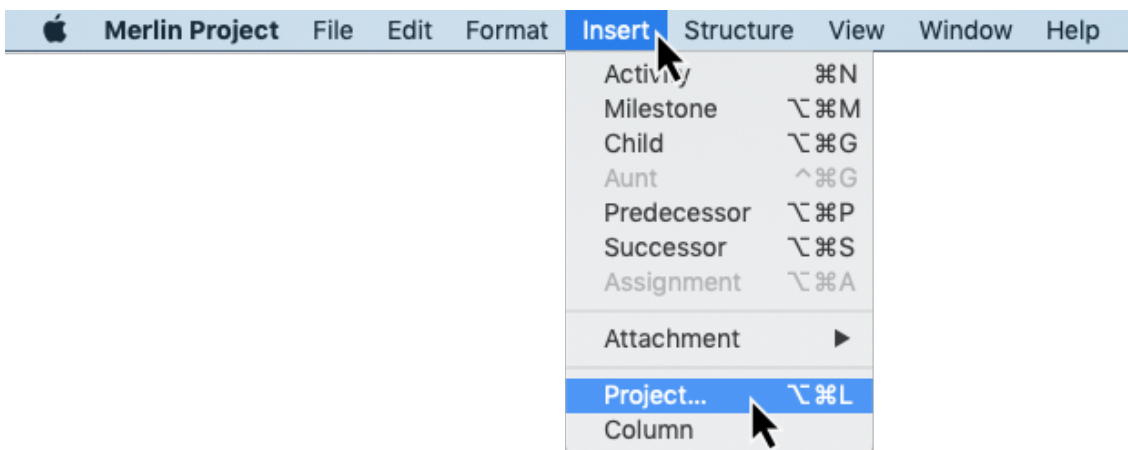 Merlin Project File Edit Format Insert Structure View Window Help
Activity ⌘N
Milestone ⌥⌘M
Child ⌥⌘G
Aunt ^⌘G
Predecessor ⌥⌘P
Successor ⌥⌘S
Assignment ⌥⌘A
Attachment ▶
Project... ⌥⌘L
Column